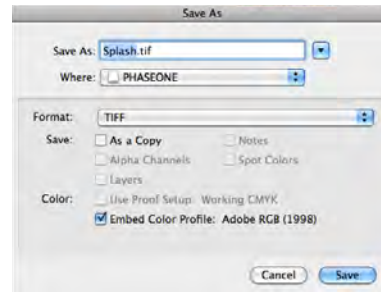 Save As
Save As: Splash.tif
Where: PHASEONE
Format: TIFF
Save: As a Copy Notes
Alpha Channels Spot Colors
Layers
Color: Use Proof Setup: Working CMYK
Embed Color Profile: Adobe RGB (1998)
Cancel Save